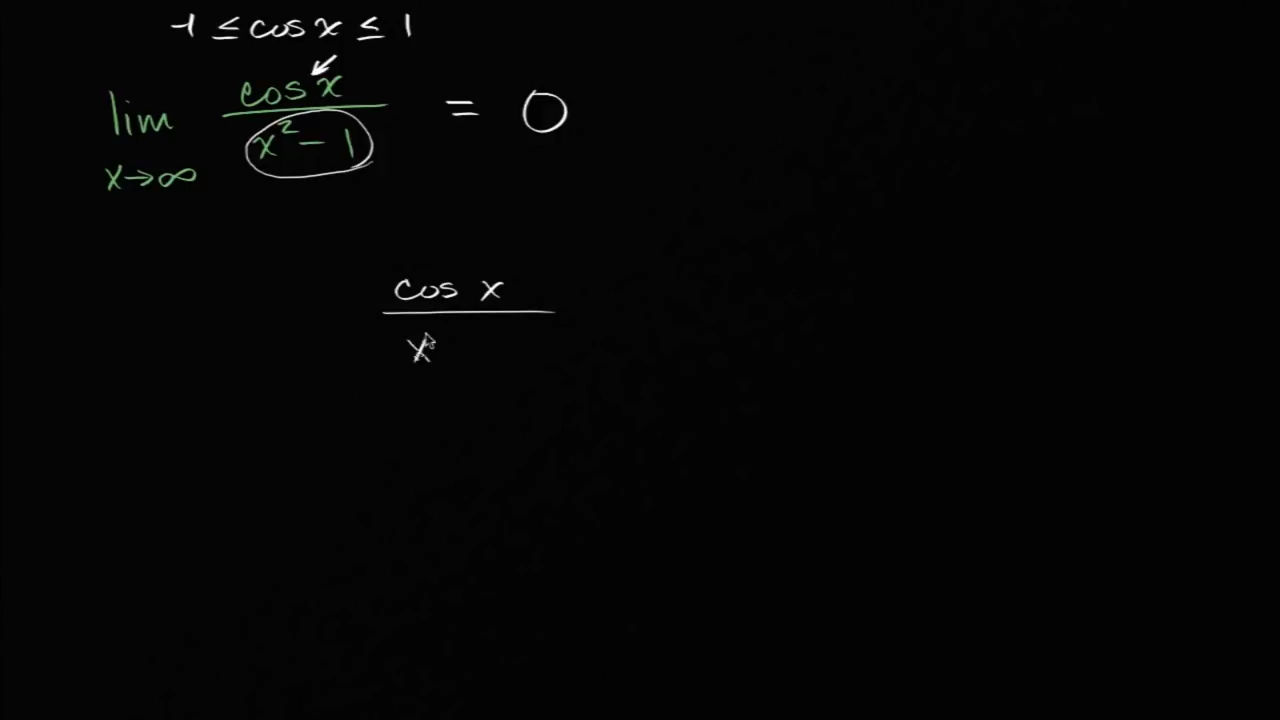 -1 ≤ cos x ≤ 1
lim x→∞ cos x / x² - 1 = 0
cos x
x